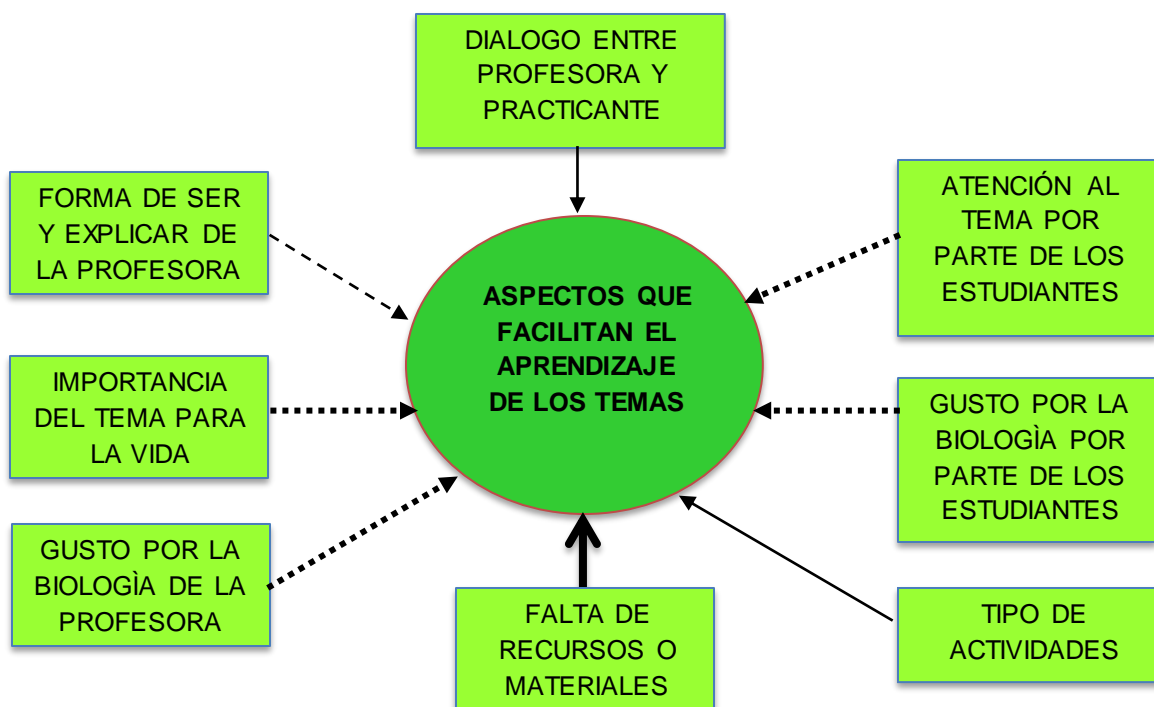 DIALOGO ENTRE
PROFESORA Y
PRACTICANTE
FORMA DE SER
Y EXPLICAR DE
LA PROFESORA
ATENCIÓN AL
TEMA POR
PARTE DE LOS
ESTUDIANTES
ASPECTOS QUE
FACILITAN EL
APRENDIZAJE
DE LOS TEMAS
IMPORTANCIA
DEL TEMA PARA
LA VIDA
GUSTO POR LA
BIOLOGÌA POR
PARTE DE LOS
ESTUDIANTES
GUSTO POR LA
BIOLOGÌA DE LA
PROFESORA
FALTA DE
RECURSOS O
MATERIALES
TIPO DE
ACTIVIDADES